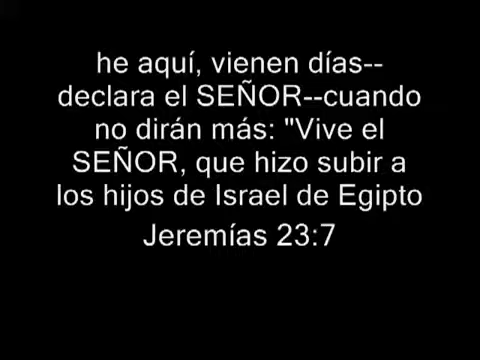 he aquí, vienen días--
declara el SEÑOR--cuando
no dirán más: "Vive el
SEÑOR, que hizo subir a
los hijos de Israel de Egipto
Jeremías 23:7